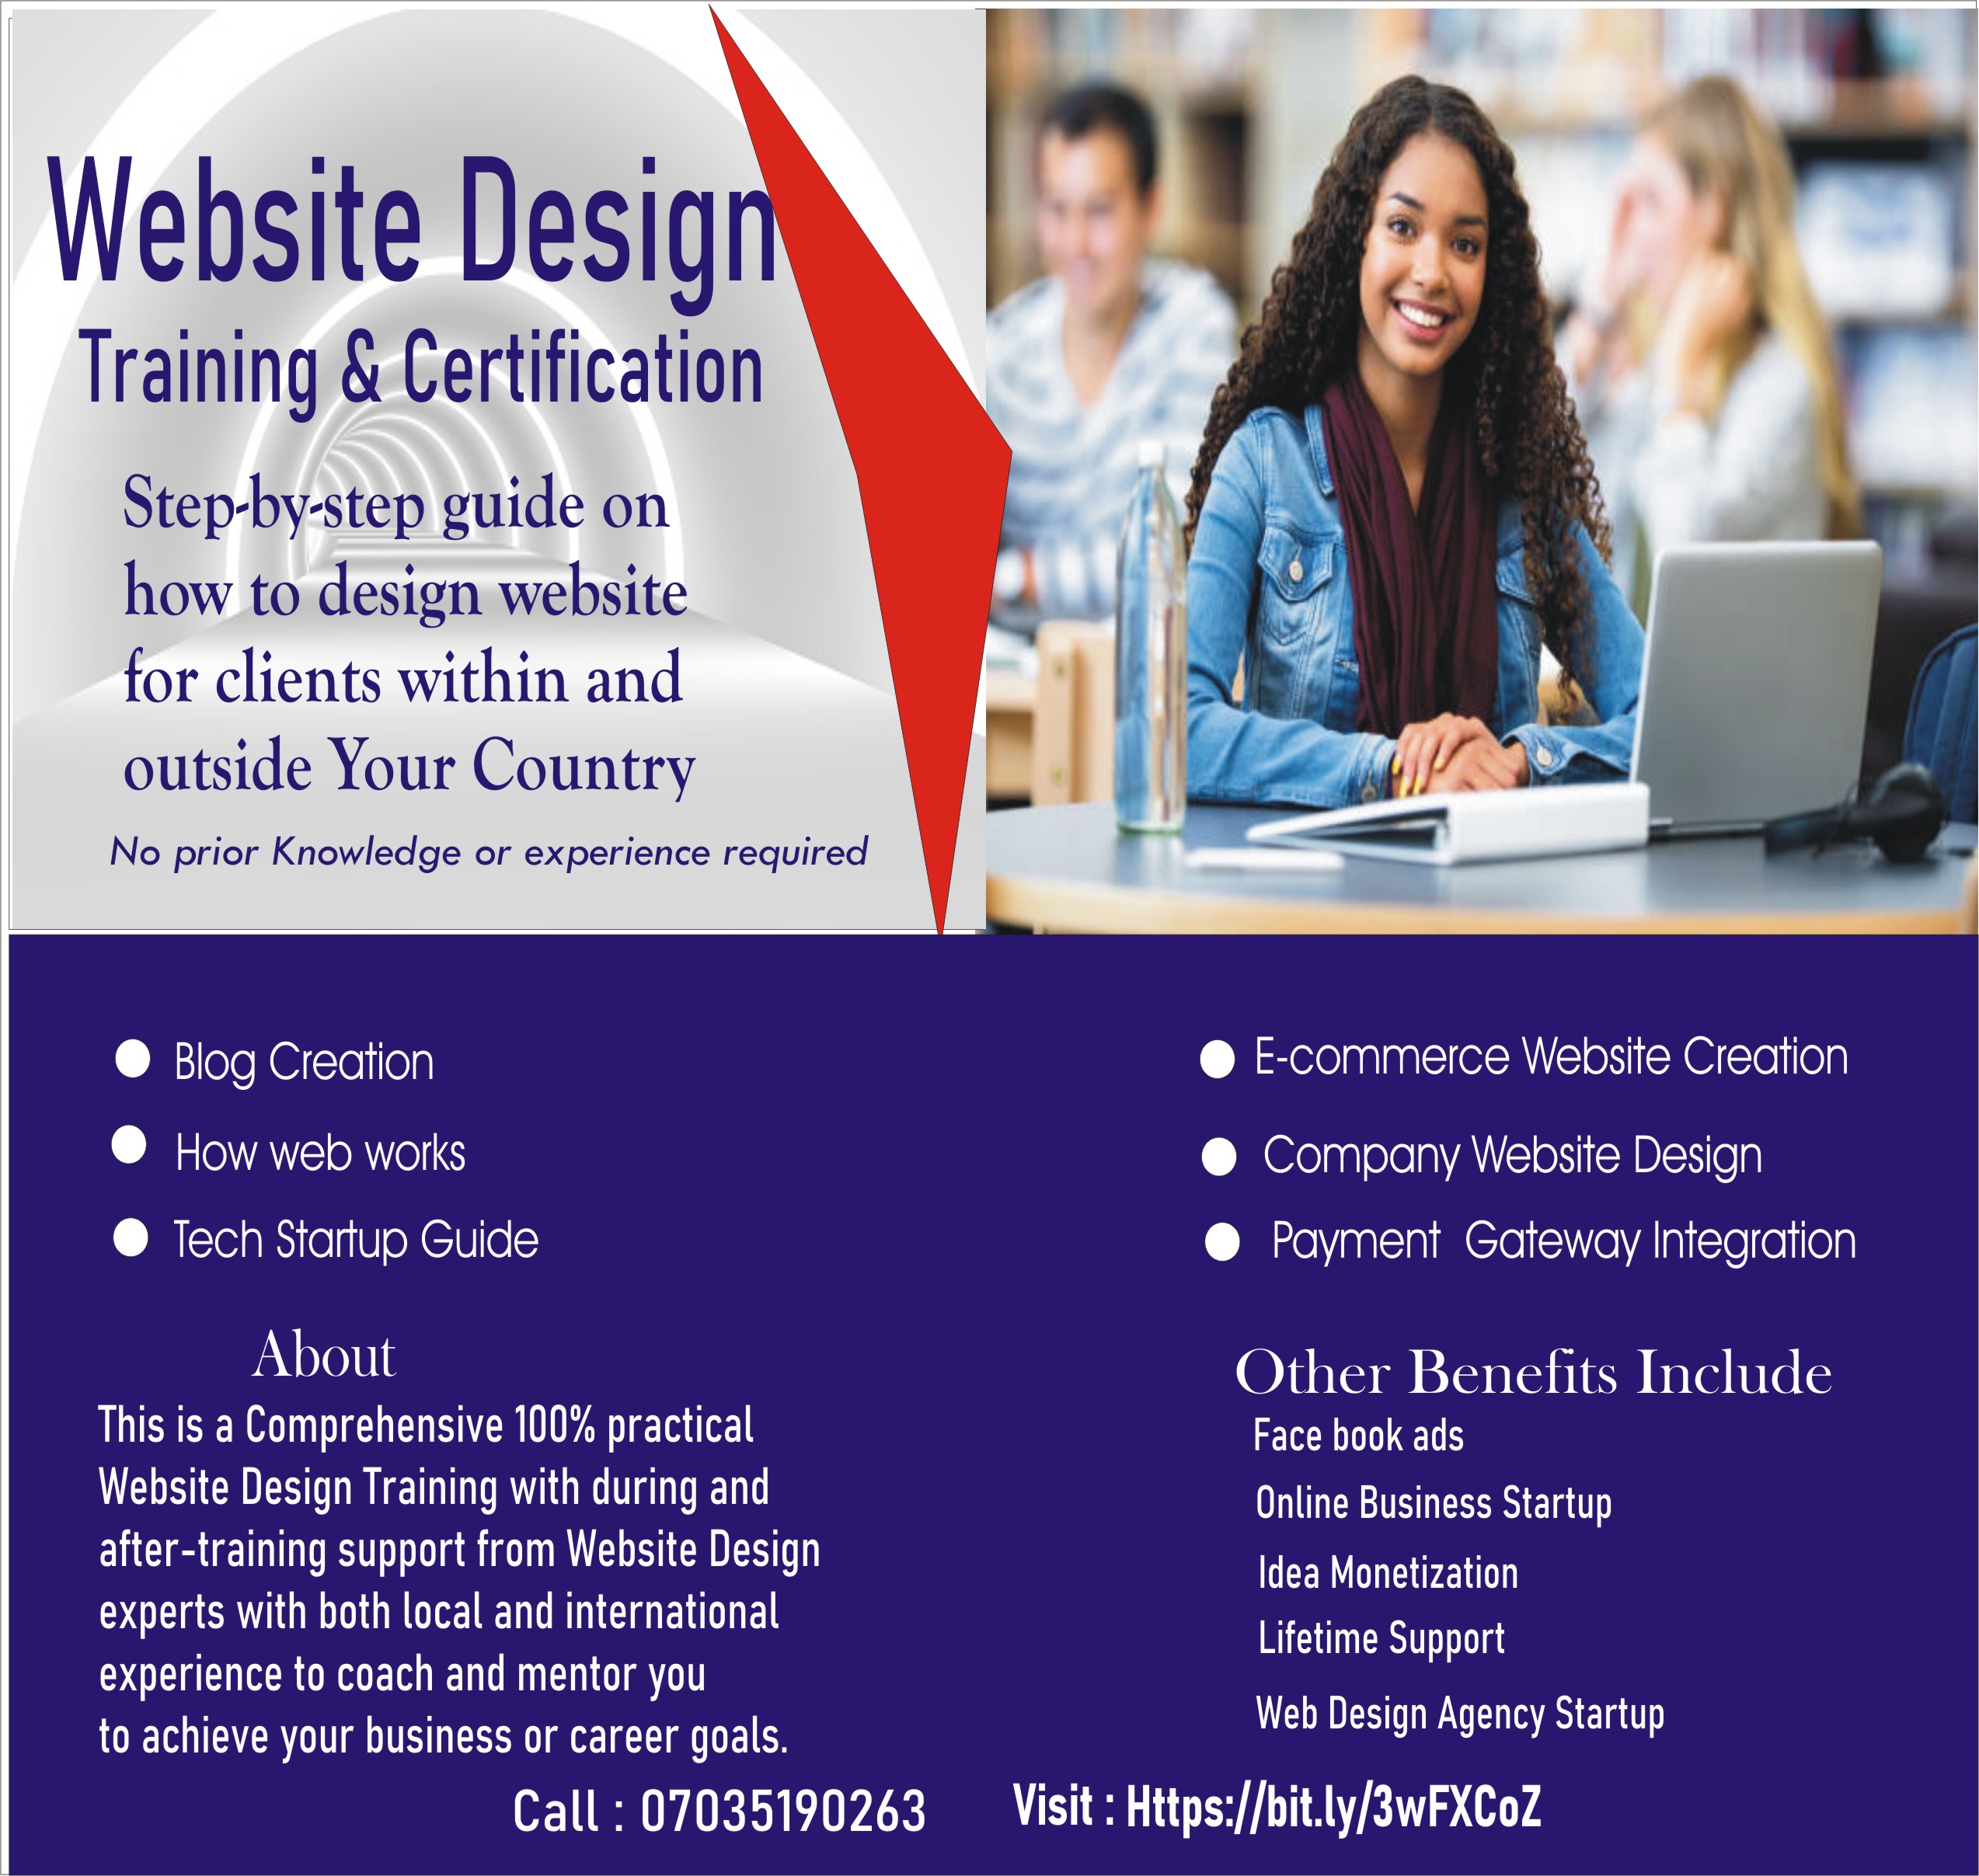 Website Design
Training & Certification
Step-by-step guide on
how to design website
for clients within and
outside Your Country
No prior Knowledge or experience required
Blog Creation
How web works
Tech Startup Guide
E-commerce Website Creation
Company Website Design
Payment Gateway Integration
About
This is a Comprehensive 100% practical
Website Design Training with during and
after-training support from Website Design
experts with both local and international
experience to coach and mentor you
to achieve your business or career goals.
Other Benefits Include
Face book ads
Online Business Startup
Idea Monetization
Lifetime Support
Web Design Agency Startup
Call : 07035190263
Visit : Https://bit.ly/3wFXCoZ